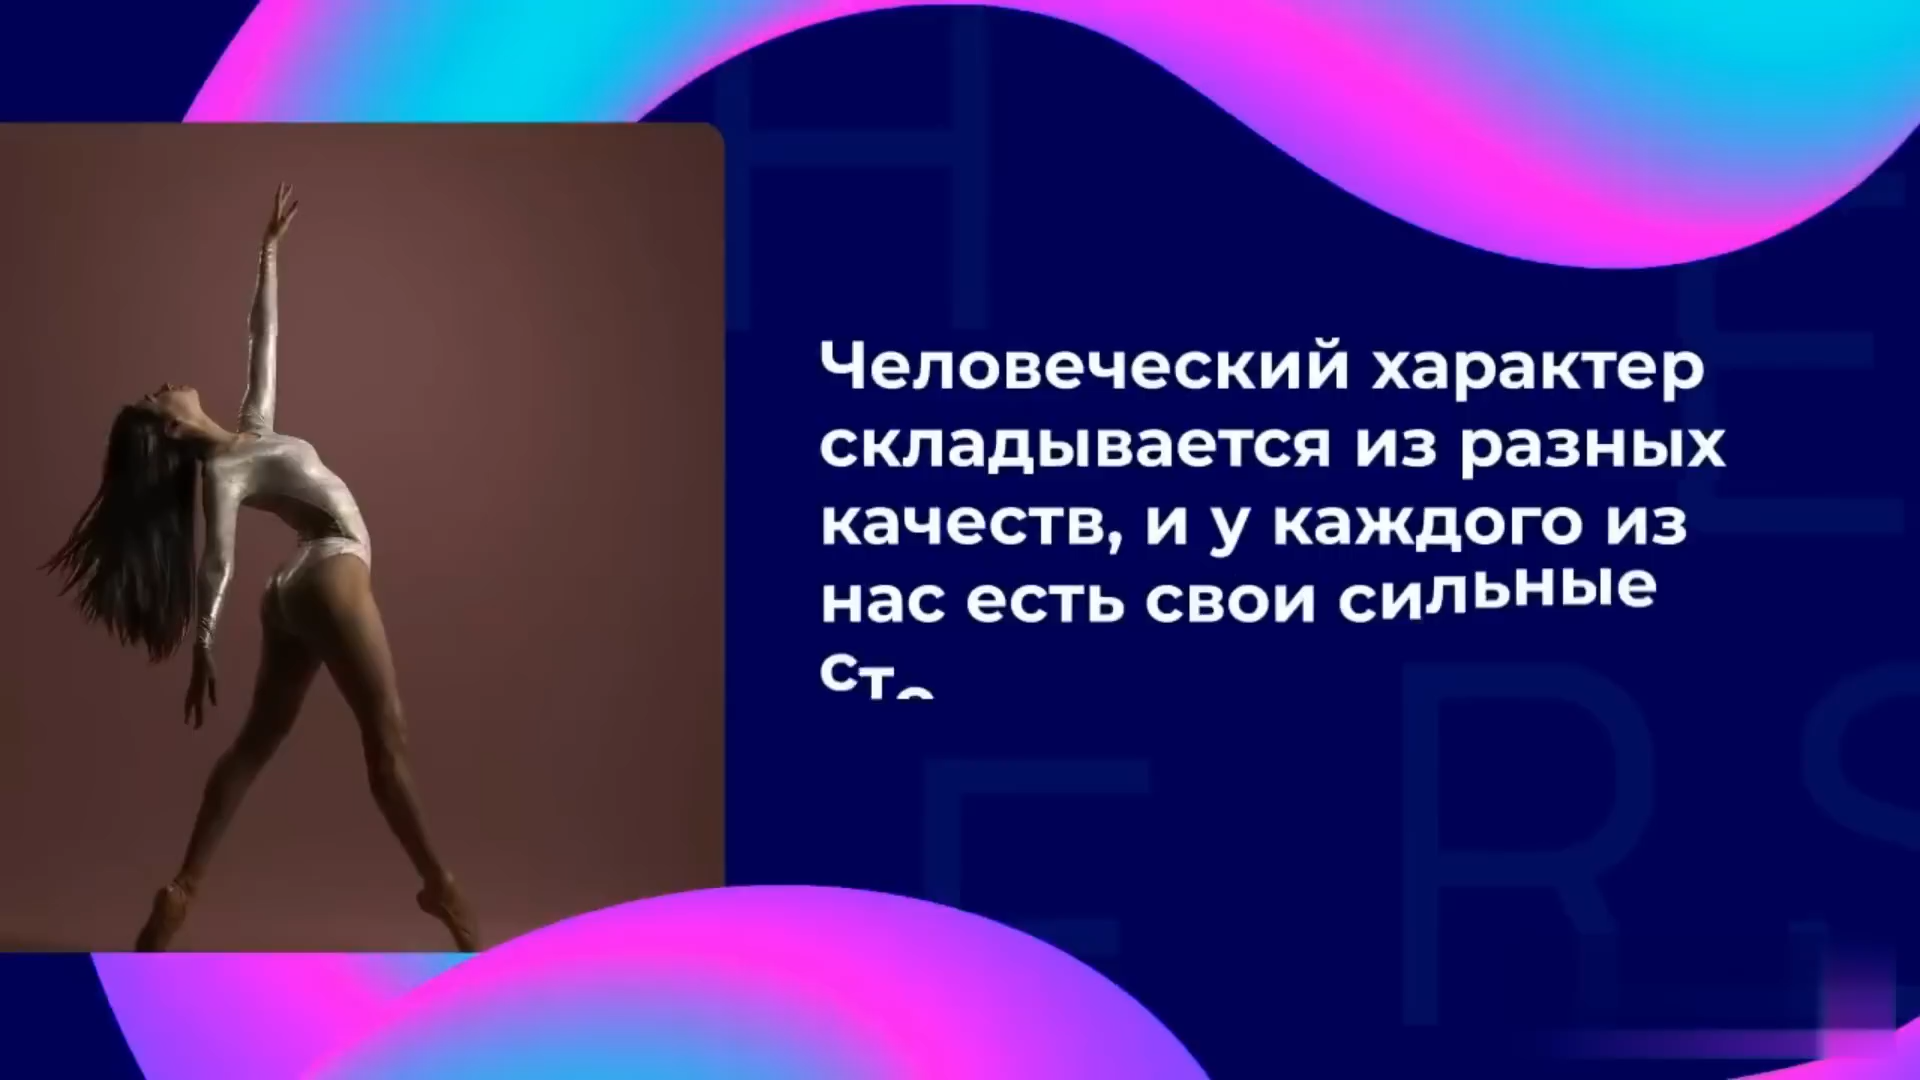 Человеческий характер
складывается из разных
качеств, и у каждого из
нас есть свои сильные